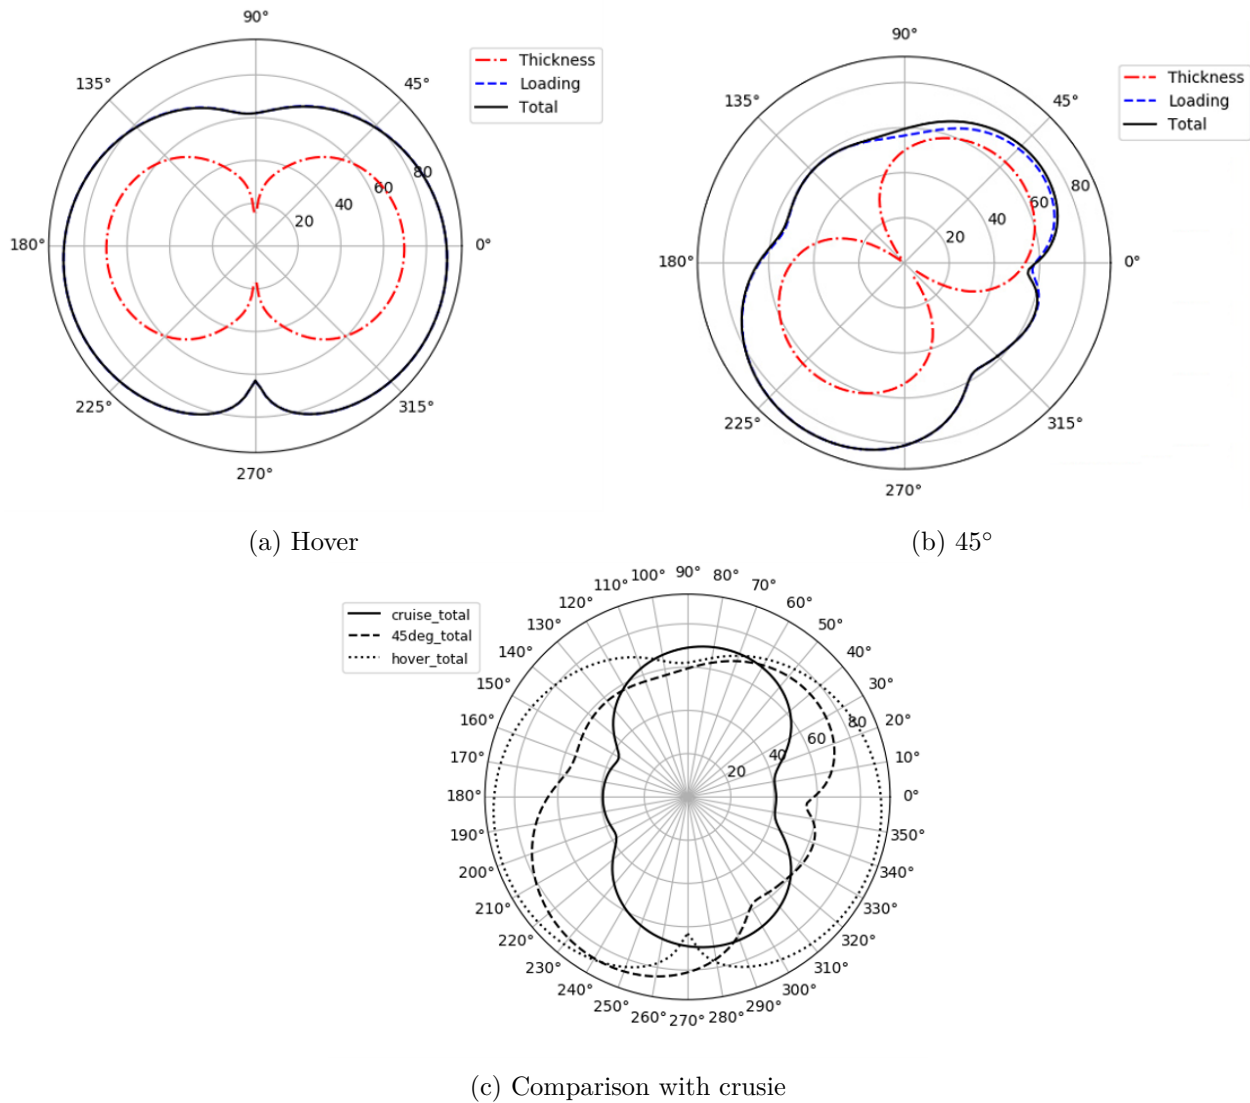 90°
135°
45°
180°
0°
225°
315°
270°
20
40
60
80
Thickness
Loading
Total
(a) Hover
90°
135°
45°
180°
0°
225°
315°
270°
20
40
60
80
Thickness
Loading
Total
(b) 45°
cruise_total
45deg_total
hover_total
110° 100° 90° 80° 70°
120° 60°
130° 50°
140° 40°
150° 30°
160° 20°
170° 10°
180° 0°
190° 350°
200° 340°
210° 330°
220° 320°
230° 310°
240° 300°
250° 260° 270° 280° 290°
20
40
60
80
(c) Comparison with crusie